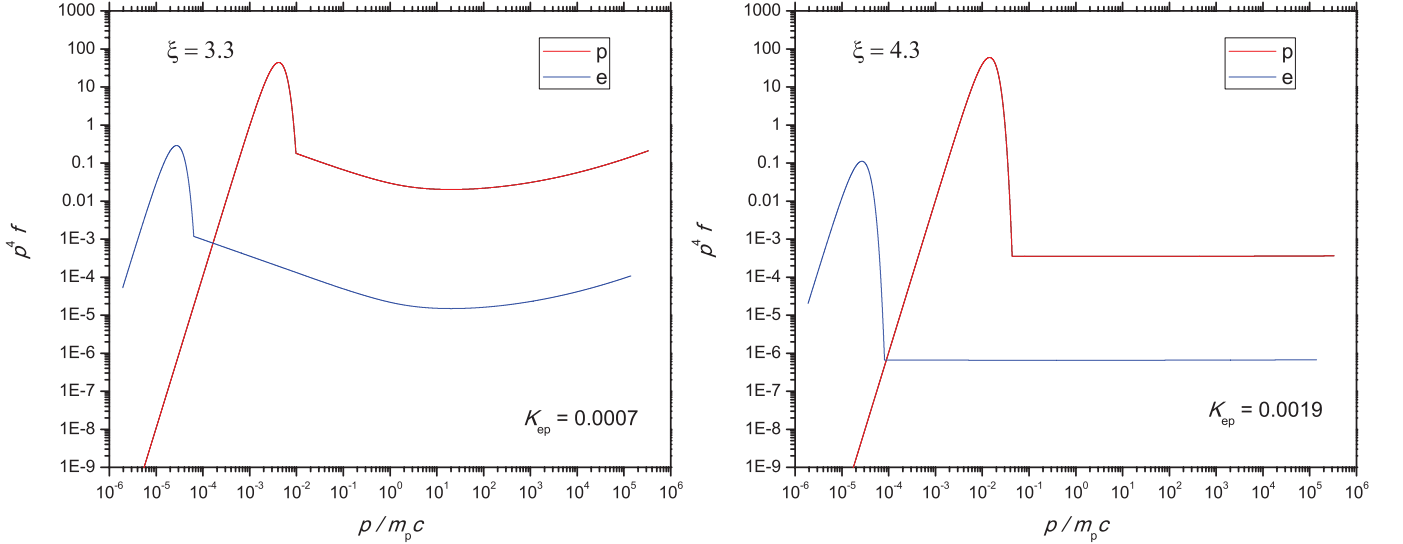 1000
100
10
1
0.1
0.01
1E-3
1E-4
1E-5
1E-6
1E-7
1E-8
1E-9
p⁴ f
ξ = 3.3
p
e
K_ep = 0.0007
10⁻⁶ 10⁻⁵ 10⁻⁴ 10⁻³ 10⁻² 10⁻¹ 10⁰ 10¹ 10² 10³ 10⁴ 10⁵ 10⁶
p / m_p c
1000
100
10
1
0.1
0.01
1E-3
1E-4
1E-5
1E-6
1E-7
1E-8
1E-9
p⁴ f
ξ = 4.3
p
e
K_ep = 0.0019
10⁻⁶ 10⁻⁵ 10⁻⁴ 10⁻³ 10⁻² 10⁻¹ 10⁰ 10¹ 10² 10³ 10⁴ 10⁵ 10⁶
p / m_p c